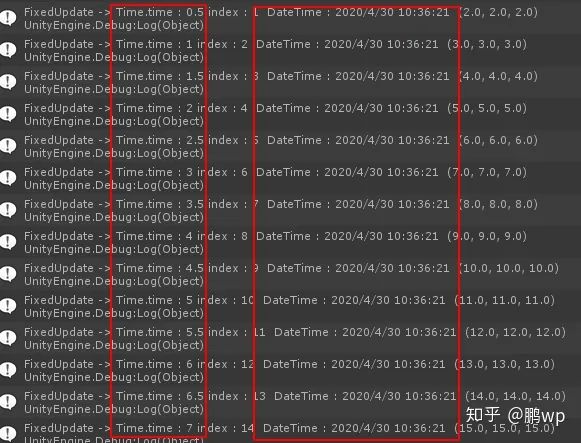 FixedUpdate -> Time.time : 0.5 index : 1 DateTime : 2020/4/30 10:36:21 (2.0, 2.0, 2.0)
UnityEngine.Debug:Log(Object)
FixedUpdate -> Time.time : 1 index : 2 DateTime : 2020/4/30 10:36:21 (3.0, 3.0, 3.0)
UnityEngine.Debug:Log(Object)
FixedUpdate -> Time.time : 1.5 index : 3 DateTime : 2020/4/30 10:36:21 (4.0, 4.0, 4.0)
UnityEngine.Debug:Log(Object)
FixedUpdate -> Time.time : 2 index : 4 DateTime : 2020/4/30 10:36:21 (5.0, 5.0, 5.0)
UnityEngine.Debug:Log(Object)
FixedUpdate -> Time.time : 2.5 index : 5 DateTime : 2020/4/30 10:36:21 (6.0, 6.0, 6.0)
UnityEngine.Debug:Log(Object)
FixedUpdate -> Time.time : 3 index : 6 DateTime : 2020/4/30 10:36:21 (7.0, 7.0, 7.0)
UnityEngine.Debug:Log(Object)
FixedUpdate -> Time.time : 3.5 index : 7 DateTime : 2020/4/30 10:36:21 (8.0, 8.0, 8.0)
UnityEngine.Debug:Log(Object)
FixedUpdate -> Time.time : 4 index : 8 DateTime : 2020/4/30 10:36:21 (9.0, 9.0, 9.0)
UnityEngine.Debug:Log(Object)
FixedUpdate -> Time.time : 4.5 index : 9 DateTime : 2020/4/30 10:36:21 (10.0, 10.0, 10.0)
UnityEngine.Debug:Log(Object)
FixedUpdate -> Time.time : 5 index : 10 DateTime : 2020/4/30 10:36:21 (11.0, 11.0, 11.0)
UnityEngine.Debug:Log(Object)
FixedUpdate -> Time.time : 5.5 index : 11 DateTime : 2020/4/30 10:36:21 (12.0, 12.0, 12.0)
UnityEngine.Debug:Log(Object)
FixedUpdate -> Time.time : 6 index : 12 DateTime : 2020/4/30 10:36:21 (13.0, 13.0, 13.0)
UnityEngine.Debug:Log(Object)
FixedUpdate -> Time.time : 6.5 index : 13 DateTime : 2020/4/30 10:36:21 (14.0, 14.0, 14.0)
UnityEngine.Debug:Log(Object)
FixedUpdate -> Time.time : 7 index : 14 DateTime : 2020/4/30 10:36:21 (15.0, 15.0, 15.0)
UnityEngine.Debug:Log(Object)
知乎 @鹏wp